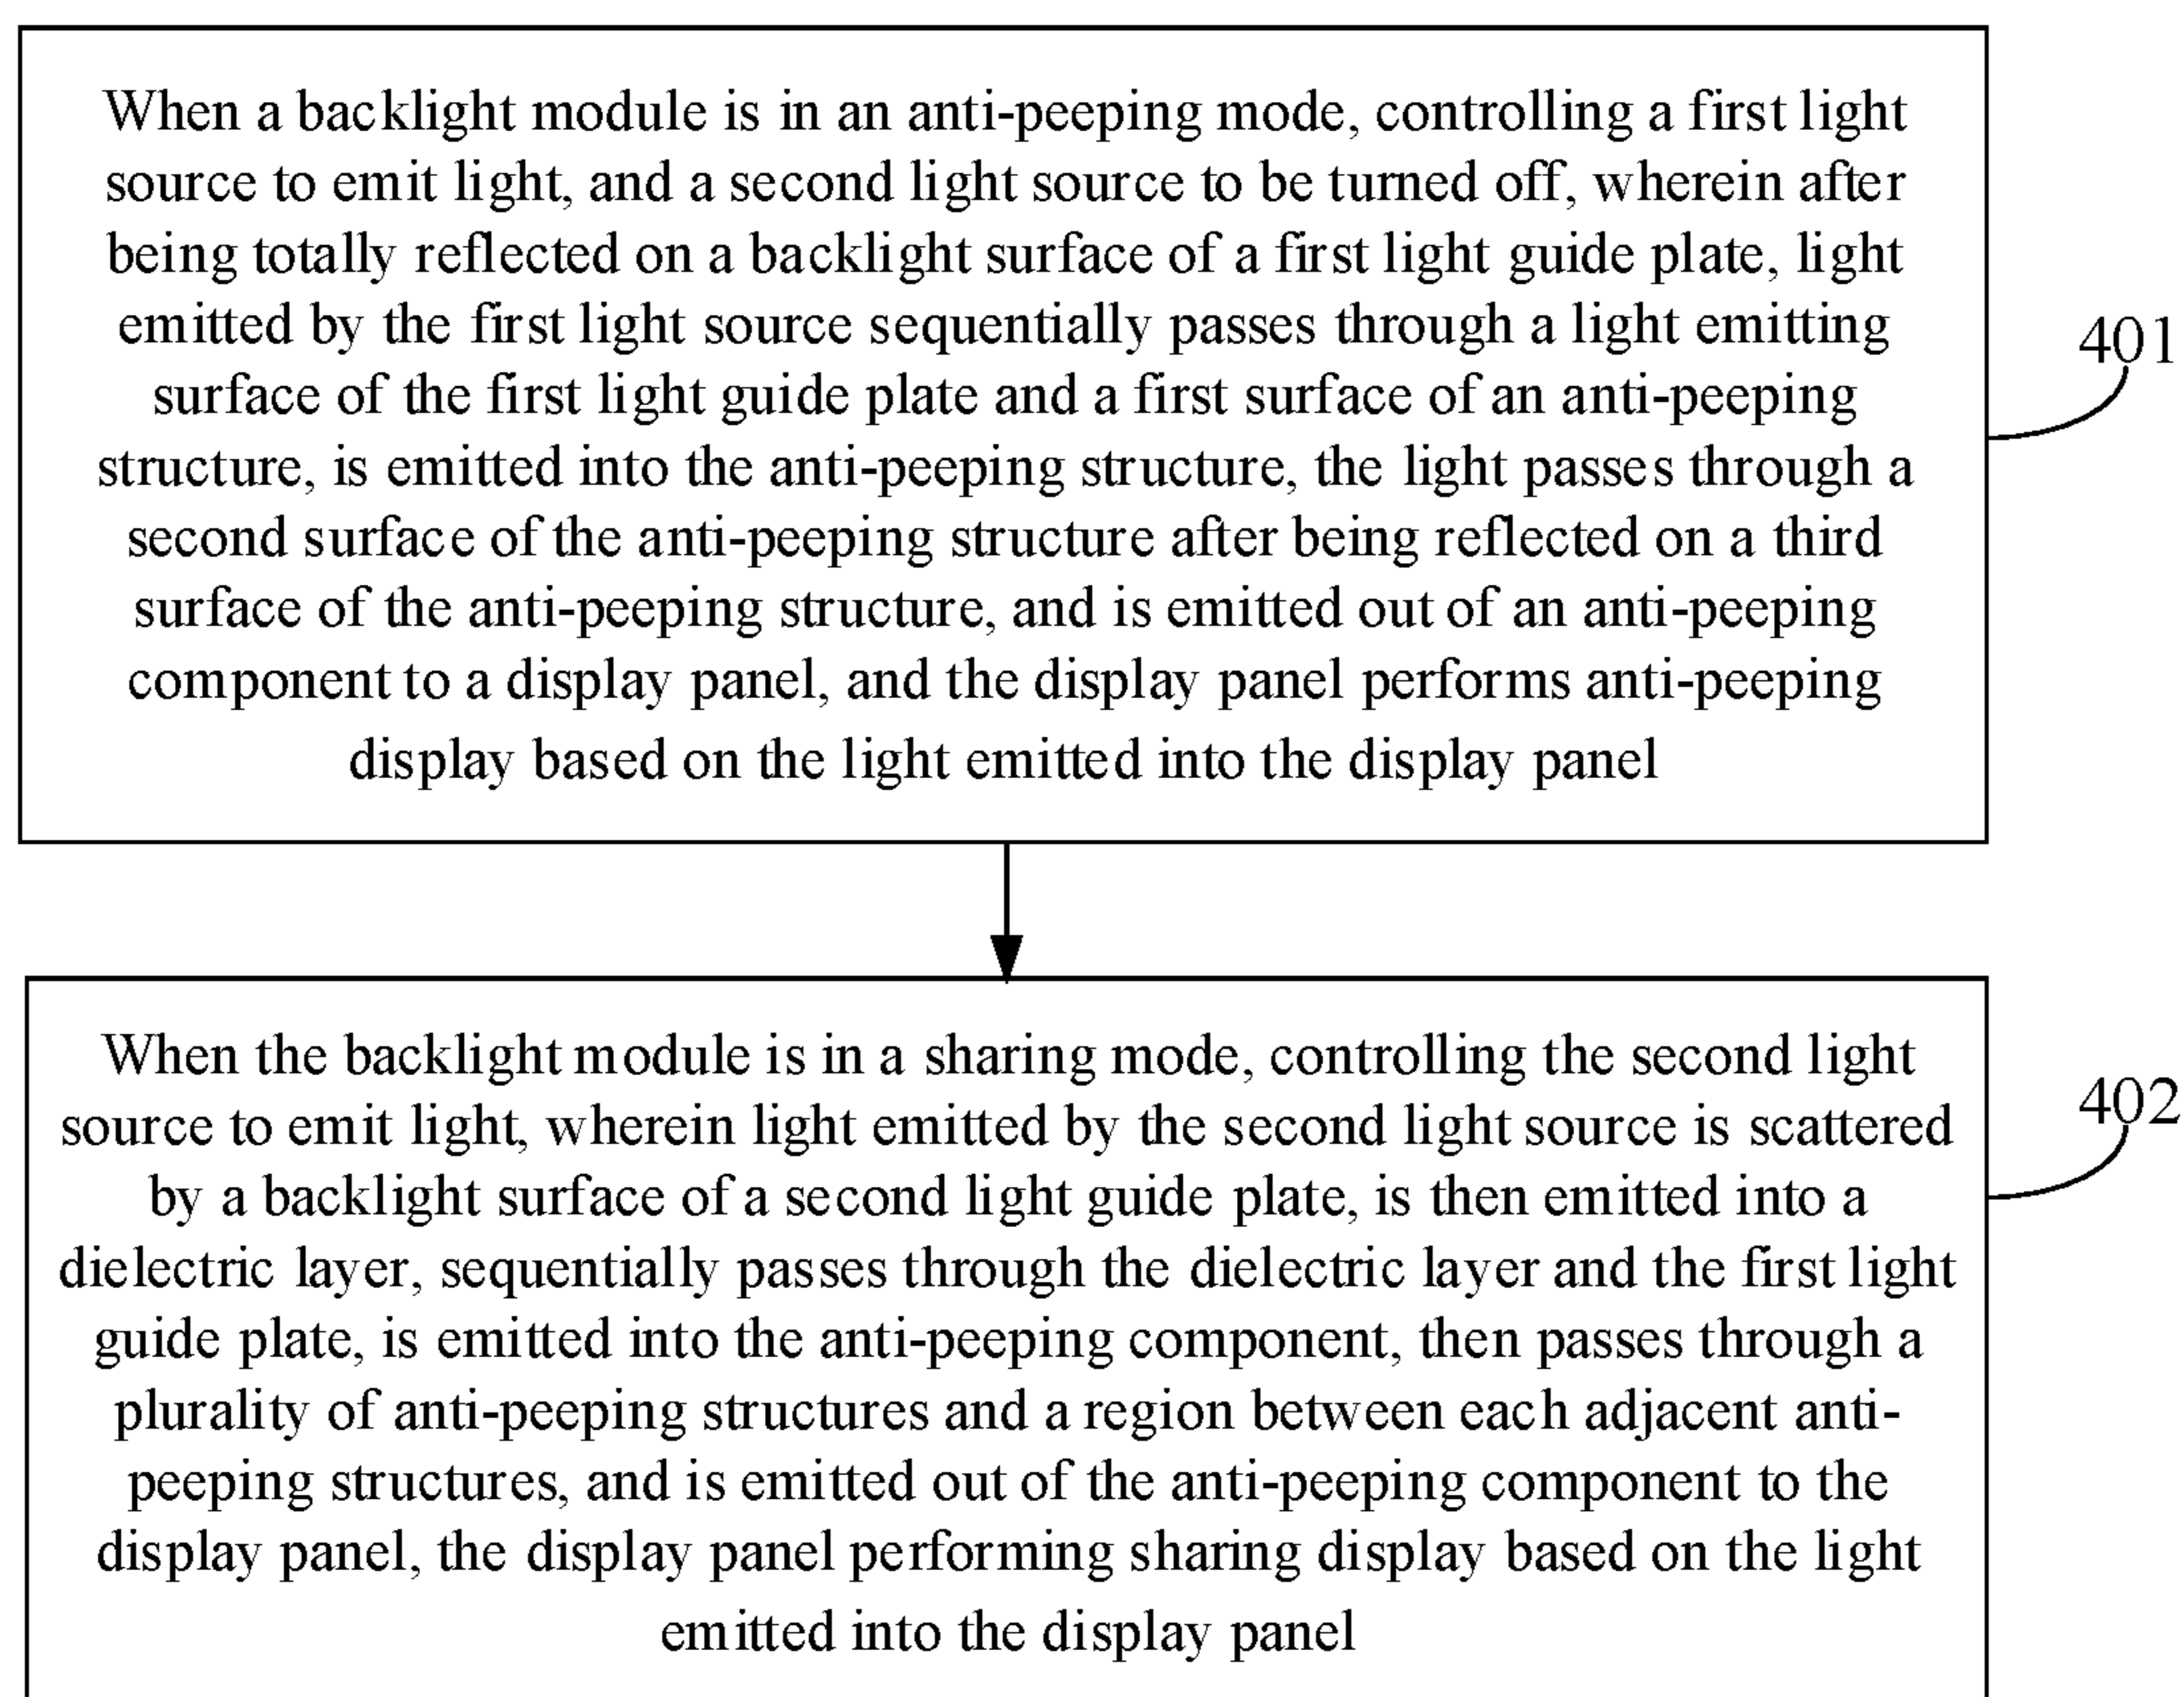 When a backlight module is in an anti-peeping mode, controlling a first light
source to emit light, and a second light source to be turned off, wherein after
being totally reflected on a backlight surface of a first light guide plate, light
emitted by the first light source sequentially passes through a light emitting
surface of the first light guide plate and a first surface of an anti-peeping
structure, is emitted into the anti-peeping structure, the light passes through a
second surface of the anti-peeping structure after being reflected on a third
surface of the anti-peeping structure, and is emitted out of an anti-peeping
component to a display panel, and the display panel performs anti-peeping
display based on the light emitted into the display panel
401
When the backlight module is in a sharing mode, controlling the second light
source to emit light, wherein light emitted by the second light source is scattered
by a backlight surface of a second light guide plate, is then emitted into a
dielectric layer, sequentially passes through the dielectric layer and the first light
guide plate, is emitted into the anti-peeping component, then passes through a
plurality of anti-peeping structures and a region between each adjacent anti-
peeping structures, and is emitted out of the anti-peeping component to the
display panel, the display panel performing sharing display based on the light
emitted into the display panel
402